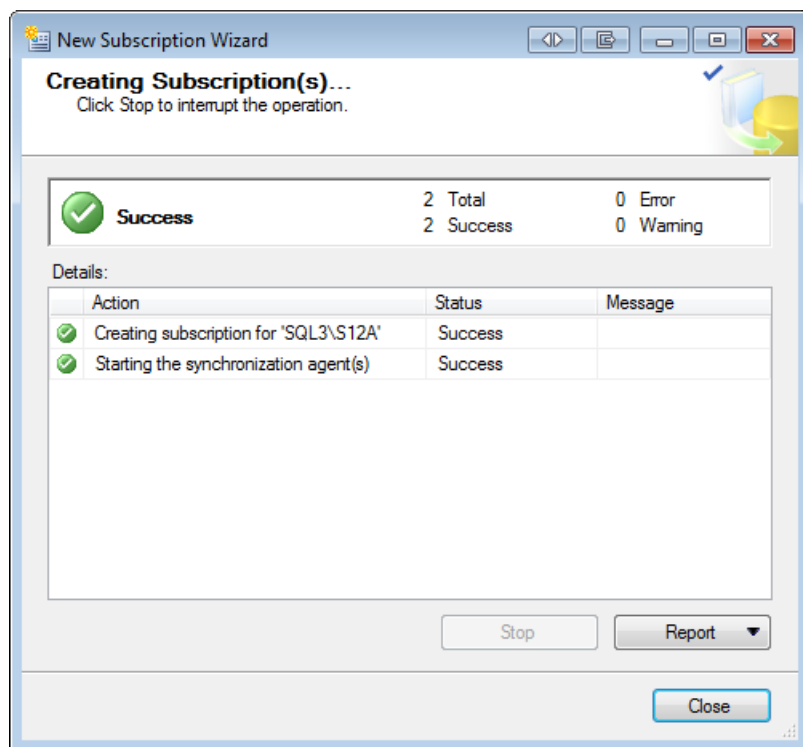 New Subscription Wizard
Creating Subscription(s)...
Click Stop to interrupt the operation.
Success
2 Total
0 Error
2 Success
0 Warning
Details:
Action Status Message
Creating subscription for 'SQL3\S12A' Success
Starting the synchronization agent(s) Success
Stop Report
Close